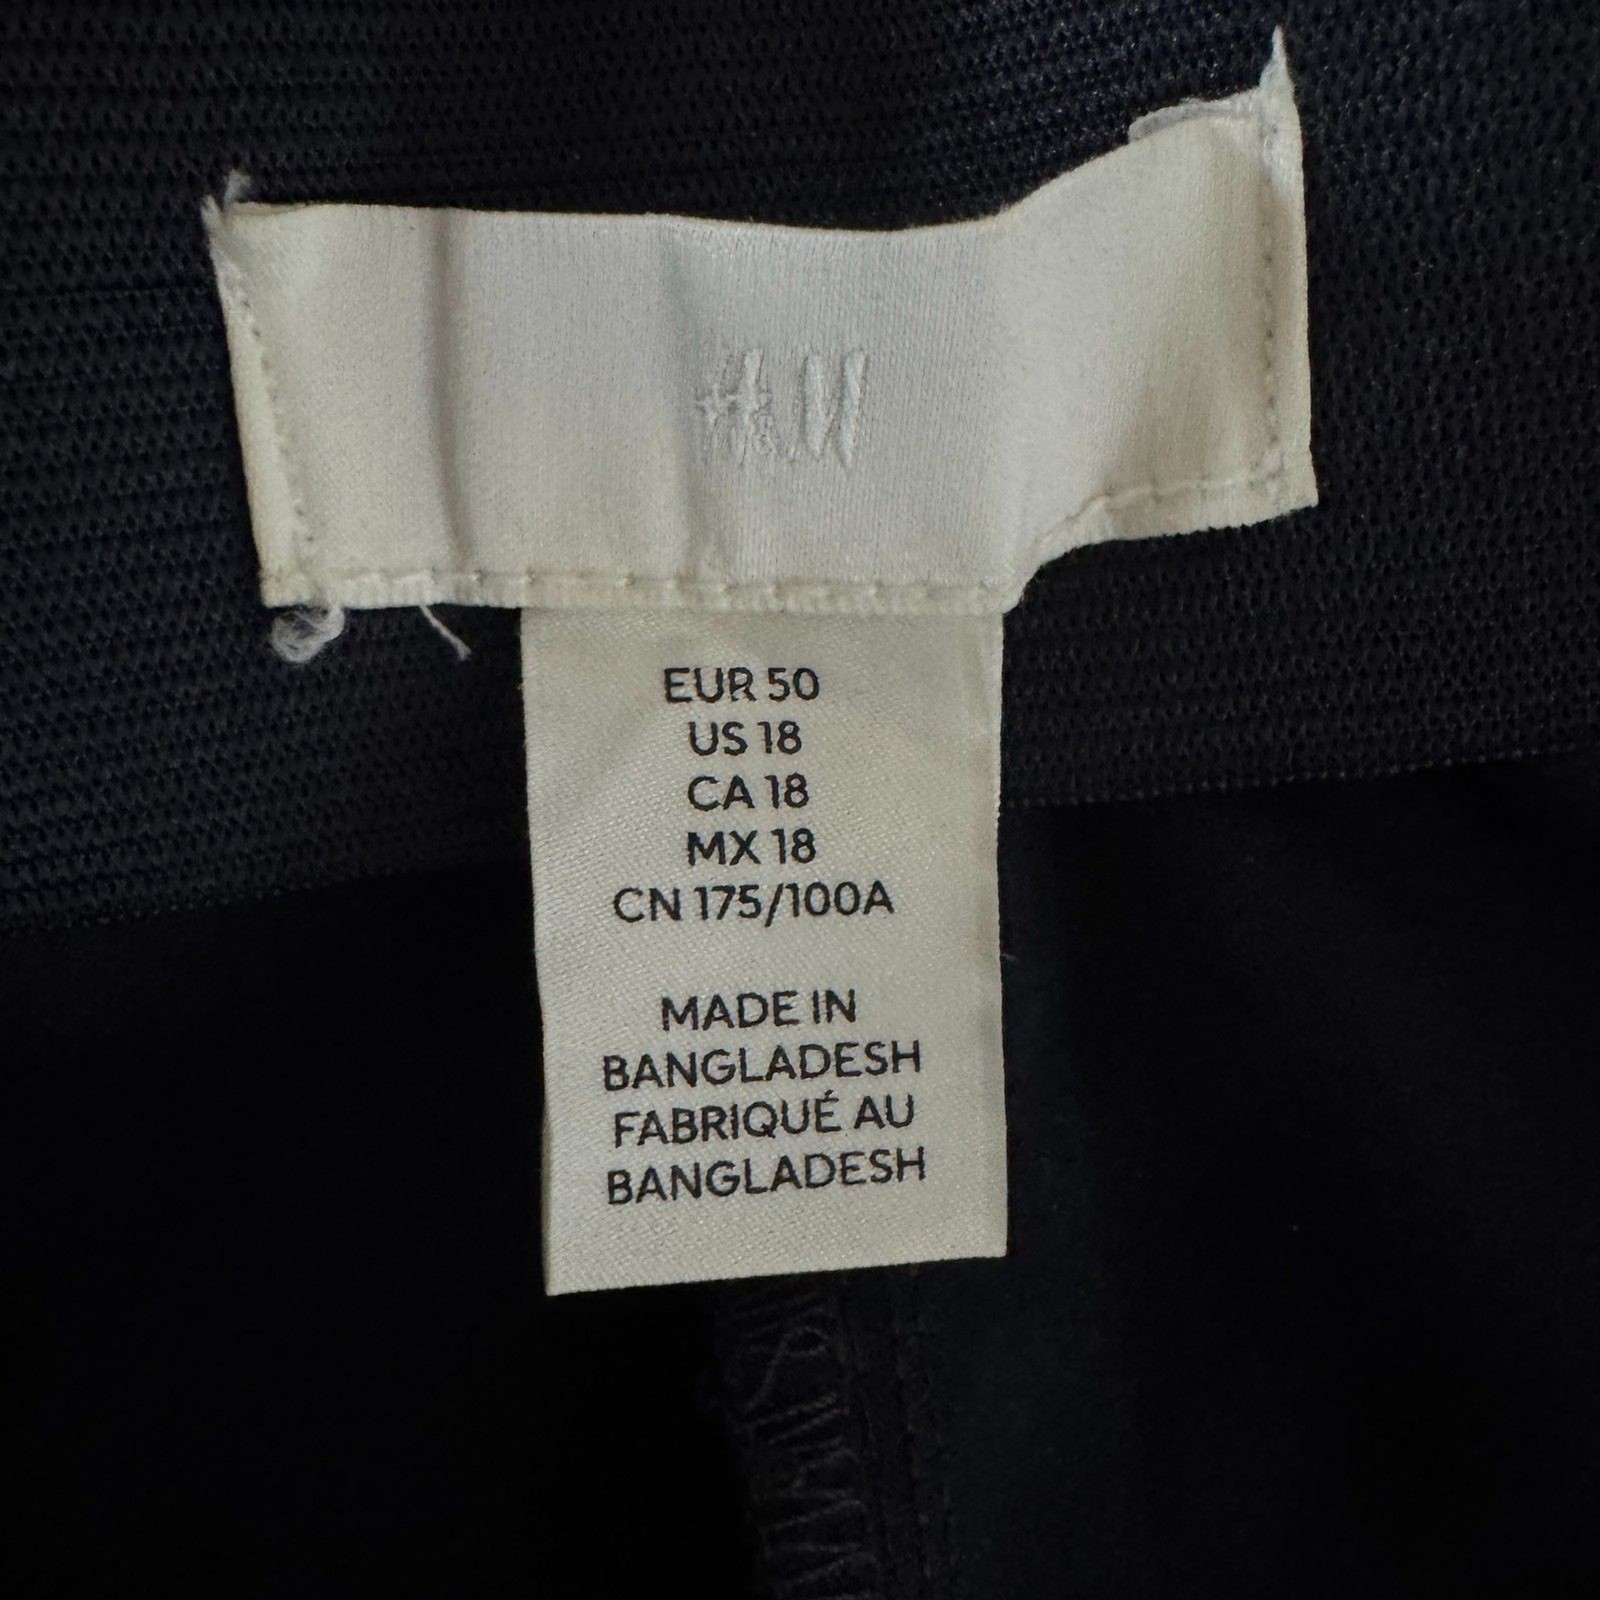 H&M
EUR 50
US 18
CA 18
MX 18
CN 175/100A
MADE IN
BANGLADESH
FABRIQUÉ AU
BANGLADESH